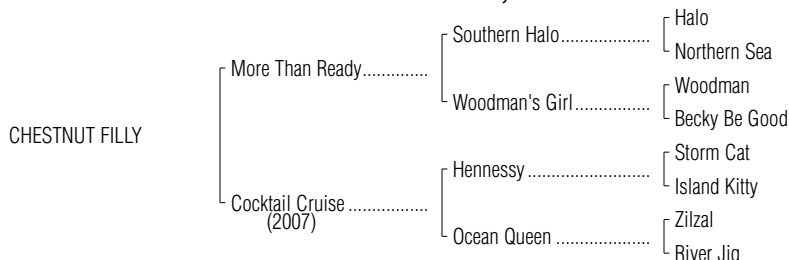 Halo
Southern Halo....................
Northern Sea
More Than Ready..............
Woodman
Woodman's Girl.................
Becky Be Good
CHESTNUT FILLY
Storm Cat
Hennessy ...........................
Island Kitty
Cocktail Cruise .................
(2007)
Zilzal
Ocean Queen .....................
River Jig